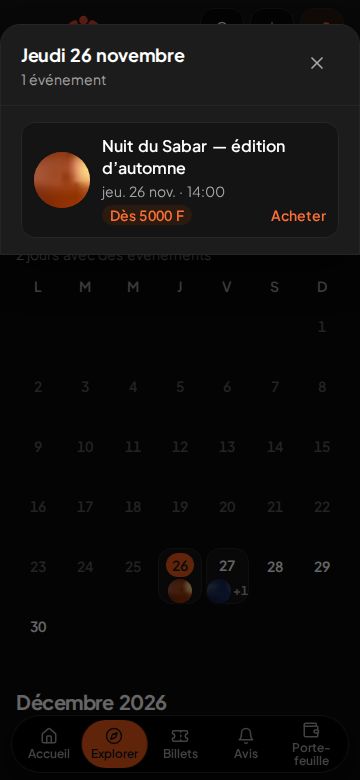 Jeudi 26 novembre
1 événement
Nuit du Sabar — édition
d’automne
jeu. 26 nov. · 14:00
Dès 5000 F
Acheter
2 jours avec des événements
L M M J V S D
1
2 3 4 5 6 7 8
9 10 11 12 13 14 15
16 17 18 19 20 21 22
23 24 25 26 27 28 29
+1
30
Décembre 2026
Accueil Explorer Billets Avis Porte-
feuille